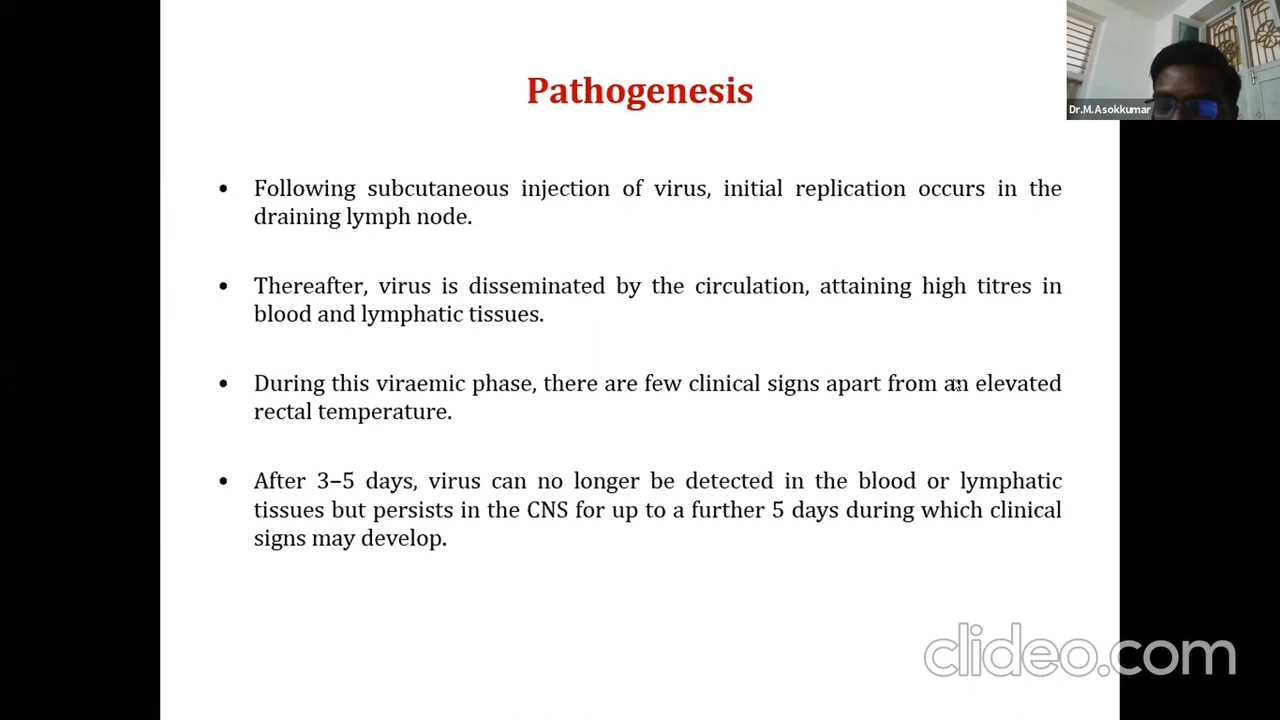 Pathogenesis
Dr.M.Asokkumar
• Following subcutaneous injection of virus, initial replication occurs in the
draining lymph node.
• Thereafter, virus is disseminated by the circulation, attaining high titres in
blood and lymphatic tissues.
• During this viraemic phase, there are few clinical signs apart from an elevated
rectal temperature.
• After 3–5 days, virus can no longer be detected in the blood or lymphatic
tissues but persists in the CNS for up to a further 5 days during which clinical
signs may develop.
clideo.com